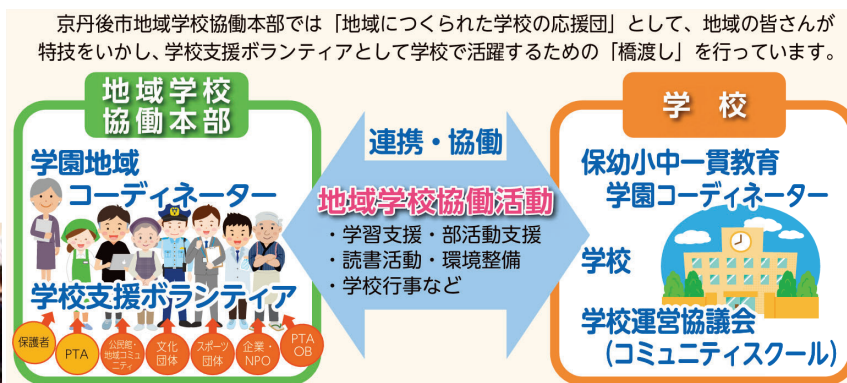 京丹後市地域学校協働本部では「地域につくられた学校の応援団」として、地域の皆さんが
特技をいかし、学校支援ボランティアとして学校で活躍するための「橋渡し」を行っています。
地域学校
協働本部
学園地域
コーディネーター
学校支援ボランティア
保護者
PTA
公民館・
地域コミュ
ニティ
文化
団体
スポーツ
団体
企業・
NPO
PTA
OB
連携・協働
地域学校協働活動
・学習支援・部活動支援
・読書活動・環境整備
・学校行事など
学 校
保幼小中一貫教育
学園コーディネーター
学校
学校運営協議会
(コミュニティスクール)